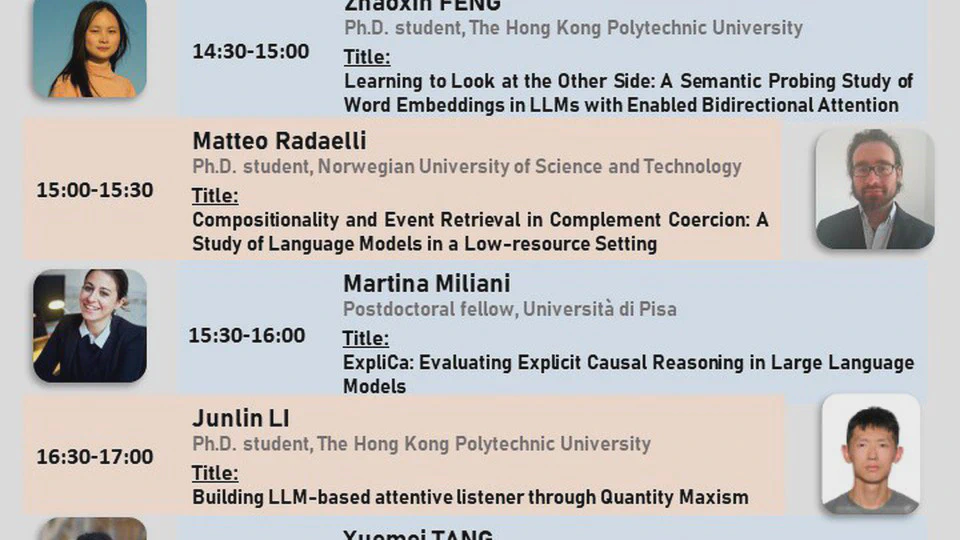 Zhaoxin FENG
Ph.D. student, The Hong Kong Polytechnic University
14:30-15:00
Title:
Learning to Look at the Other Side: A Semantic Probing Study of
Word Embeddings in LLMs with Enabled Bidirectional Attention
Matteo Radaelli
Ph.D. student, Norwegian University of Science and Technology
15:00-15:30
Title:
Compositionality and Event Retrieval in Complement Coercion: A
Study of Language Models in a Low-resource Setting
Martina Miliani
Postdoctoral fellow, Università di Pisa
15:30-16:00
Title:
ExpliCa: Evaluating Explicit Causal Reasoning in Large Language
Models
Junlin LI
Ph.D. student, The Hong Kong Polytechnic University
16:30-17:00
Title:
Building LLM-based attentive listener through Quantity Maxism
Xuemei TANG